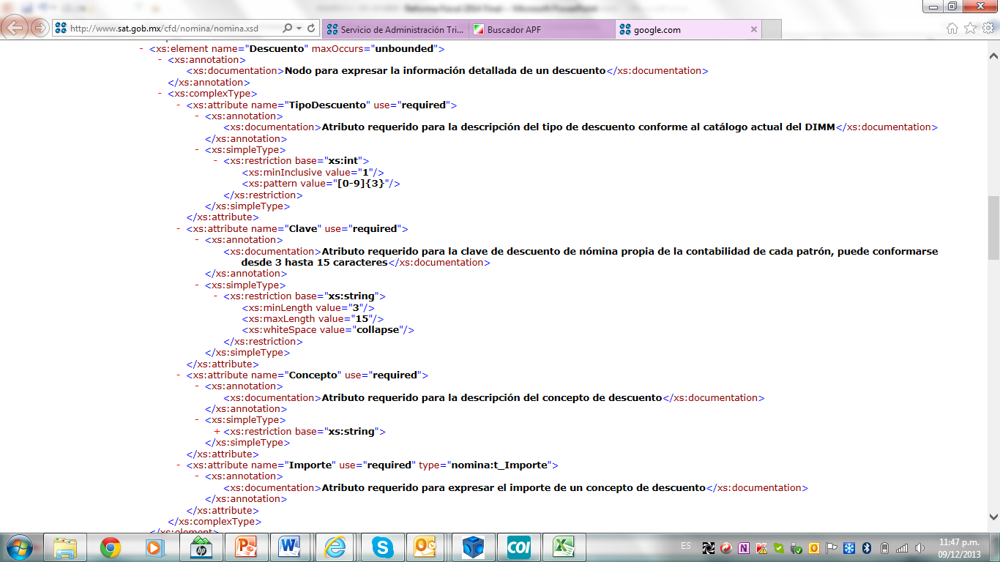 Reforma Fiscal 2014 Final - Microsoft PowerPoint
http://www.sat.gob.mx/cfd/nomina/nomina.xsd
Servicio de Administración Tri...
Buscador APF
google.com
- <xs:element name="Descuento" maxOccurs="unbounded">
- <xs:annotation>
<xs:documentation>Nodo para expresar la información detallada de un descuento</xs:documentation>
</xs:annotation>
- <xs:complexType>
- <xs:attribute name="TipoDescuento" use="required">
- <xs:annotation>
<xs:documentation>Atributo requerido para la descripción del tipo de descuento conforme al catálogo actual del DIMM</xs:documentation>
</xs:annotation>
- <xs:simpleType>
- <xs:restriction base="xs:int">
<xs:minInclusive value="1"/>
<xs:pattern value="[0-9]{3}"/>
</xs:restriction>
</xs:simpleType>
</xs:attribute>
- <xs:attribute name="Clave" use="required">
- <xs:annotation>
<xs:documentation>Atributo requerido para la clave de descuento de nómina propia de la contabilidad de cada patrón, puede conformarse
desde 3 hasta 15 caracteres</xs:documentation>
</xs:annotation>
- <xs:simpleType>
- <xs:restriction base="xs:string">
<xs:minLength value="3"/>
<xs:maxLength value="15"/>
<xs:whiteSpace value="collapse"/>
</xs:restriction>
</xs:simpleType>
</xs:attribute>
- <xs:attribute name="Concepto" use="required">
- <xs:annotation>
<xs:documentation>Atributo requerido para la descripción del concepto de descuento</xs:documentation>
</xs:annotation>
- <xs:simpleType>
+ <xs:restriction base="xs:string">
</xs:simpleType>
</xs:attribute>
- <xs:attribute name="Importe" use="required" type="nomina:t_Importe">
- <xs:annotation>
<xs:documentation>Atributo requerido para expresar el importe de un concepto de descuento</xs:documentation>
</xs:annotation>
</xs:attribute>
</xs:complexType>
</xs:element>
hp
COI
ES
11:47 p.m.
09/12/2013